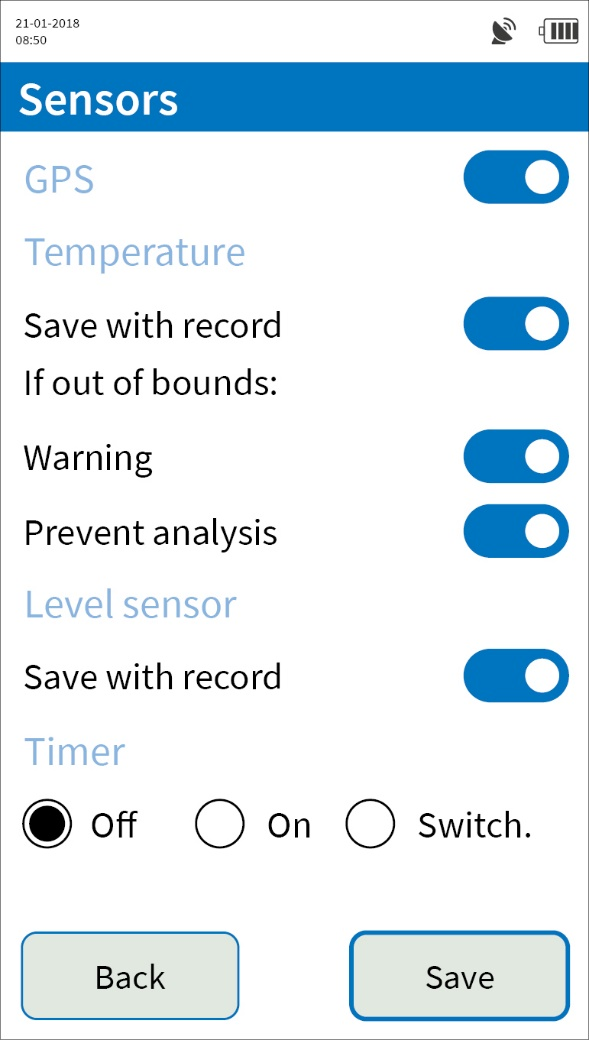 21-01-2018
08:50
Sensors
GPS
Temperature
Save with record
If out of bounds:
Warning
Prevent analysis
Level sensor
Save with record
Timer
Off On Switch.
Back Save